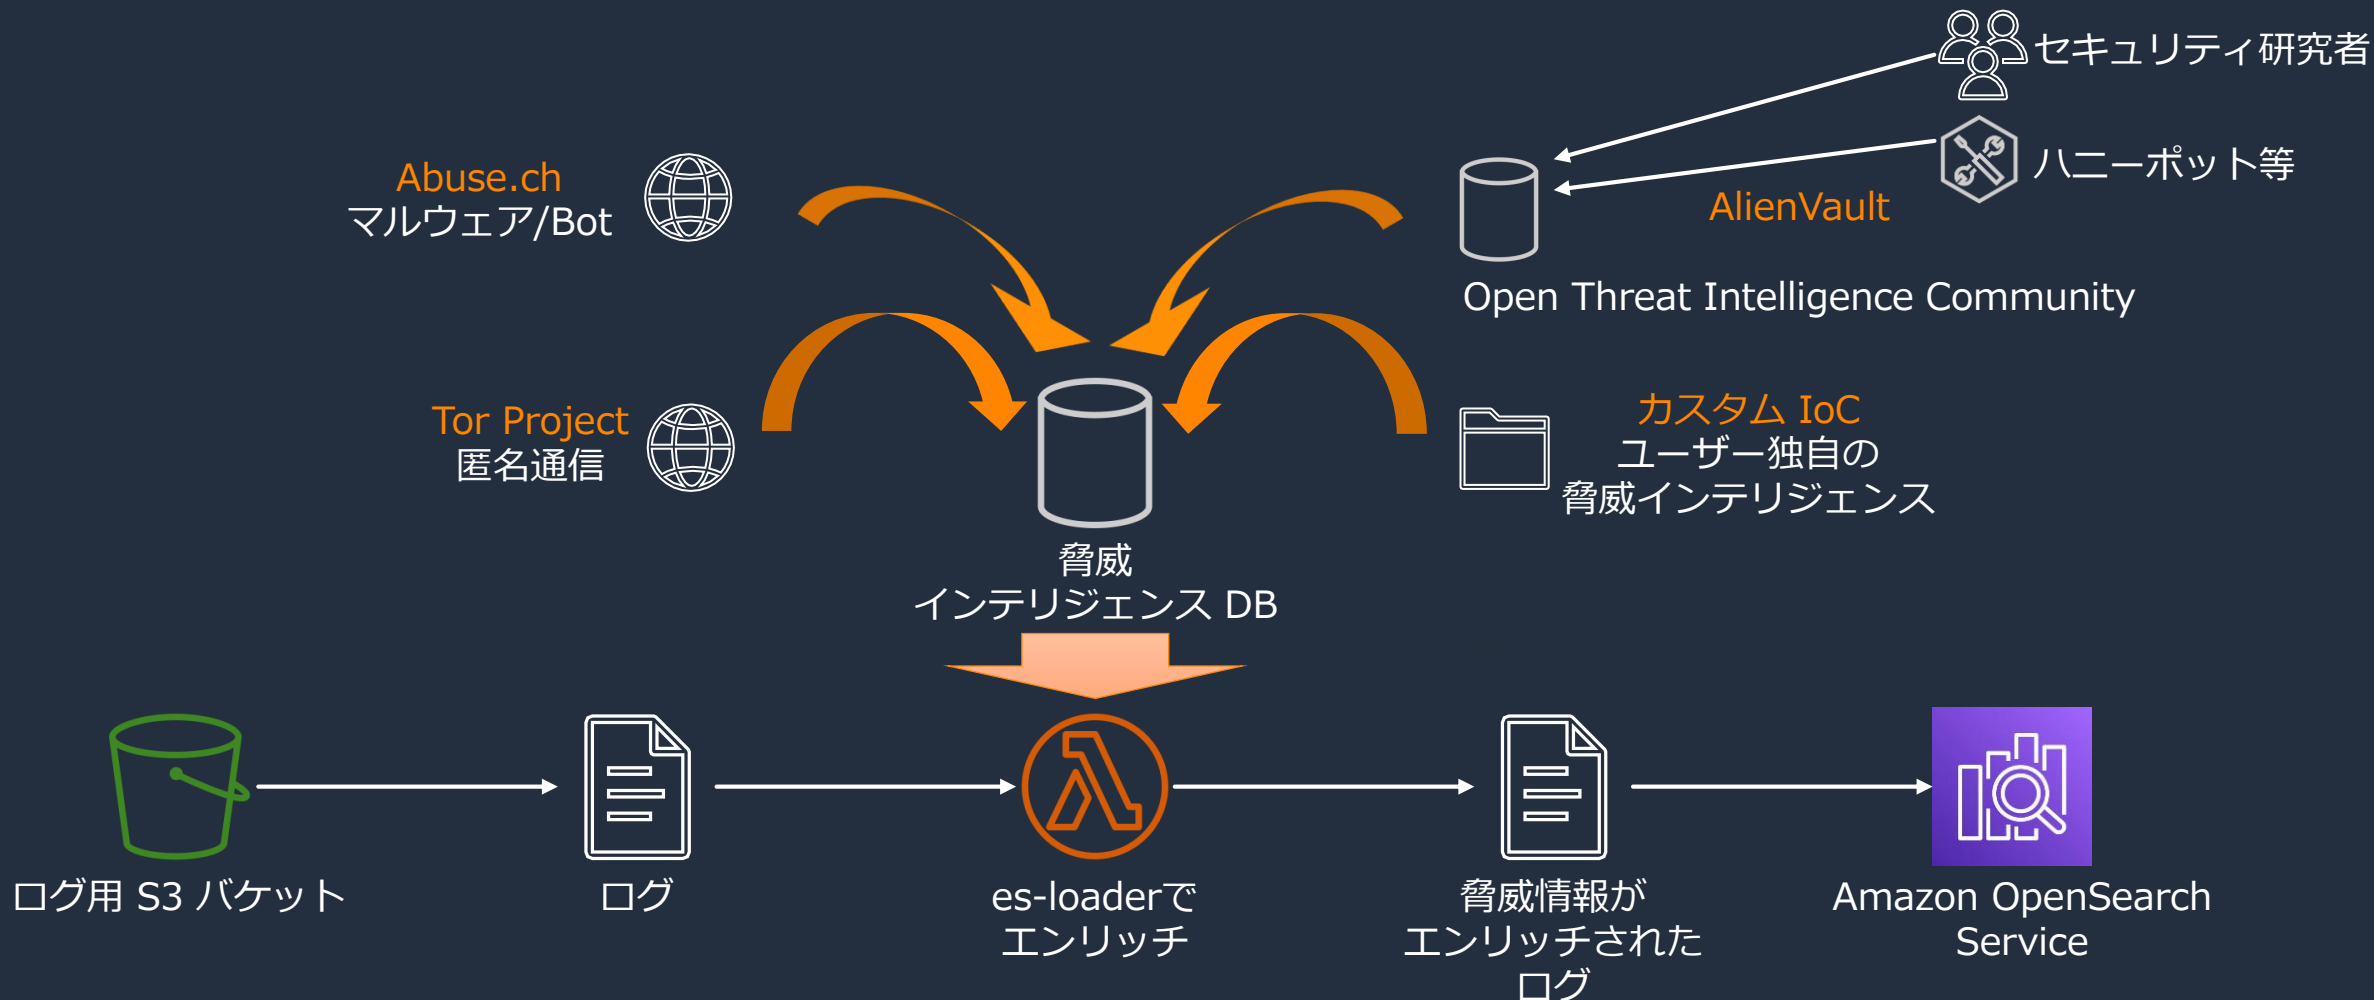 セキュリティ研究者
ハニーポット等
Abuse.ch
マルウェア/Bot
AlienVault
Open Threat Intelligence Community
Tor Project
匿名通信
カスタム IoC
ユーザー独自の
脅威インテリジェンス
脅威
インテリジェンス DB
ログ用 S3 バケット
ログ
es-loaderで
エンリッチ
脅威情報が
エンリッチされた
ログ
Amazon OpenSearch
Service